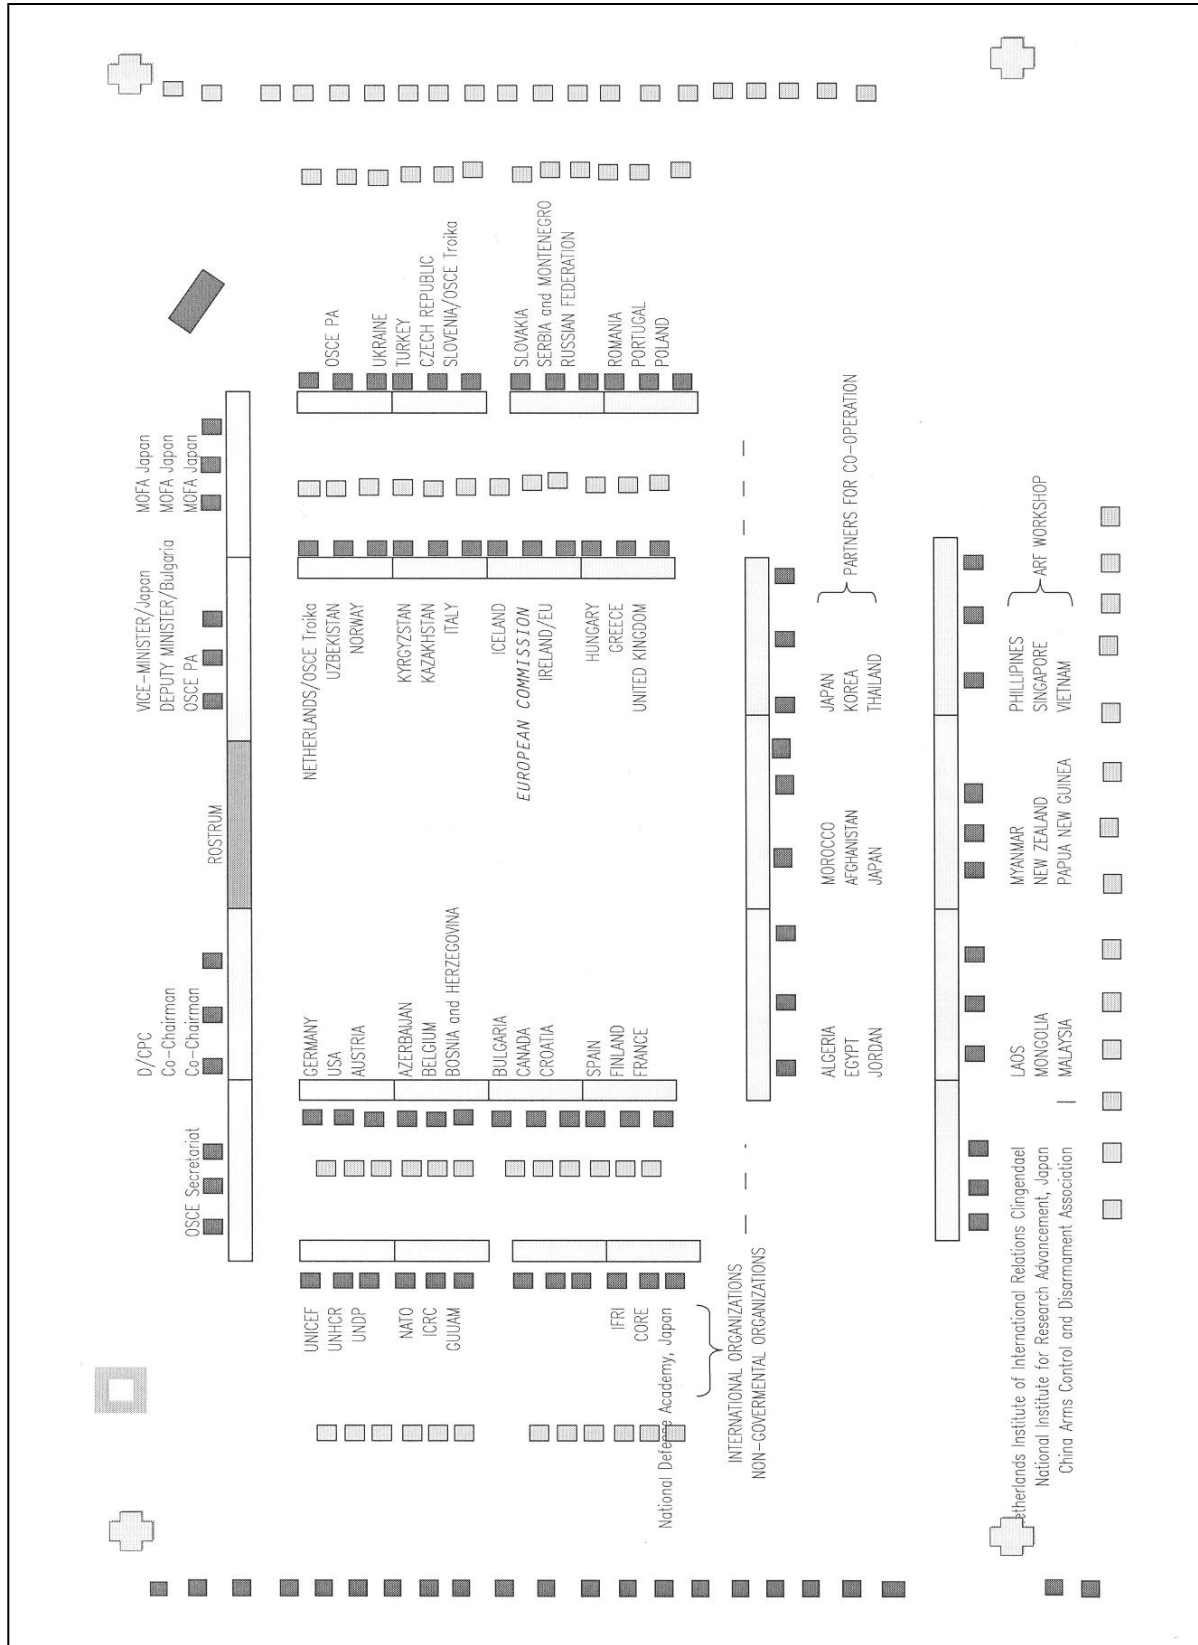 OSCE Secretariat
D/CPC
Co-Chairman
Co-Chairman
ROSTRUM
VICE-MINISTER/Japan
DEPUTY MINISTER/Bulgaria
OSCE PA
MOFA Japan
MOFA Japan
MOFA Japan
UNICEF
UNHCR
UNDP
NATO
ICRC
GUUAM
IFRI
CORE
National Defence Academy, Japan
INTERNATIONAL ORGANIZATIONS
NON-GOVERMENTAL ORGANIZATIONS
GERMANY
USA
AUSTRIA
AZERBAIJAN
BELGIUM
BOSNIA and HERZEGOVINA
BULGARIA
CANADA
CROATIA
SPAIN
FINLAND
FRANCE
NETHERLANDS/OSCE Troika
UZBEKISTAN
NORWAY
KYRGYZSTAN
KAZAKHSTAN
ITALY
ICELAND
EUROPEAN COMMISSION
IRELAND/EU
HUNGARY
GREECE
UNITED KINGDOM
OSCE PA
UKRAINE
TURKEY
CZECH REPUBLIC
SLOVENIA/OSCE Troika
SLOVAKIA
SERBIA and MONTENEGRO
RUSSIAN FEDERATION
ROMANIA
PORTUGAL
POLAND
ALGERIA
EGYPT
JORDAN
MOROCCO
AFGHANISTAN
JAPAN
JAPAN
KOREA
THAILAND
PARTNERS FOR CO-OPERATION
etherlands Institute of International Relations Clingendael
National Institute for Research Advancement, Japan
China Arms Control and Disarmament Association
LAOS
MONGOLIA
MALAYSIA
MYANMAR
NEW ZEALAND
PAPUA NEW GUINEA
PHILLIPINES
SINGAPORE
VIETNAM
ARF WORKSHOP